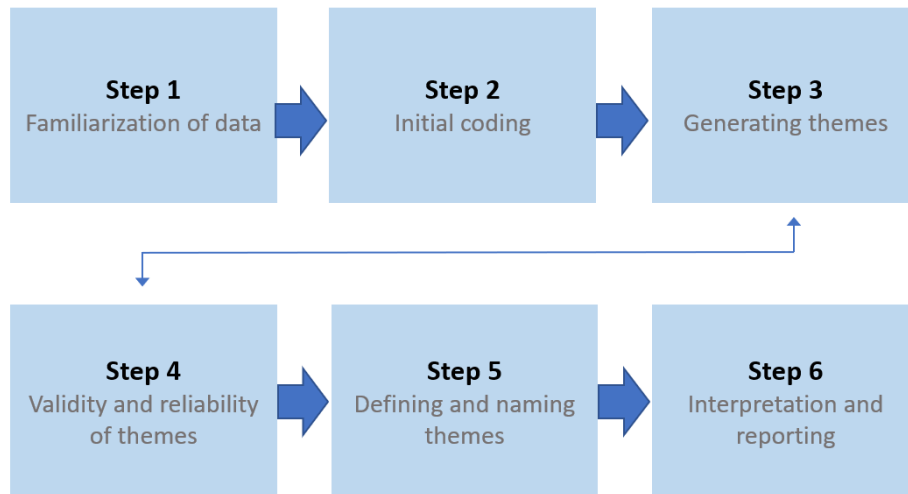 Step 1
Familiarization of data
Step 2
Initial coding
Step 3
Generating themes
Step 4
Validity and reliability
of themes
Step 5
Defining and naming
themes
Step 6
Interpretation and
reporting